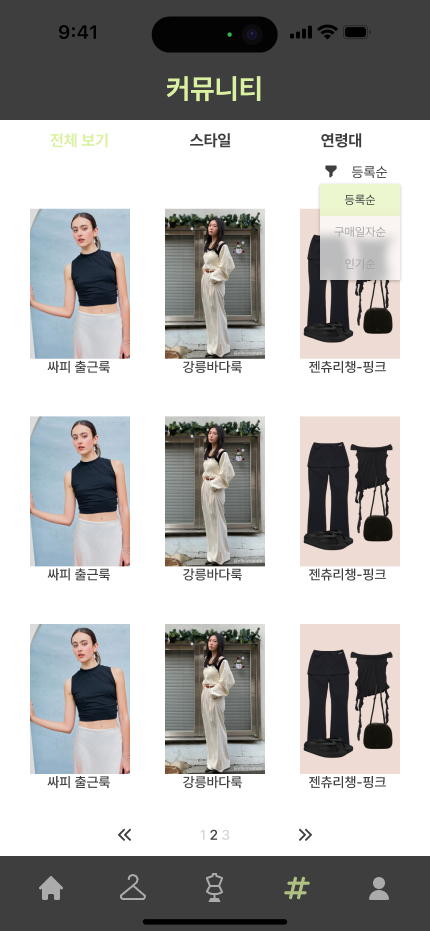 9:41
커뮤니티
전체 보기 스타일 연령대
등록순
등록순
구매일자순
인기순
싸피 출근룩 강릉바다룩 젠츄리챙-핑크
싸피 출근룩 강릉바다룩 젠츄리챙-핑크
싸피 출근룩 강릉바다룩 젠츄리챙-핑크
« 1 2 3 »